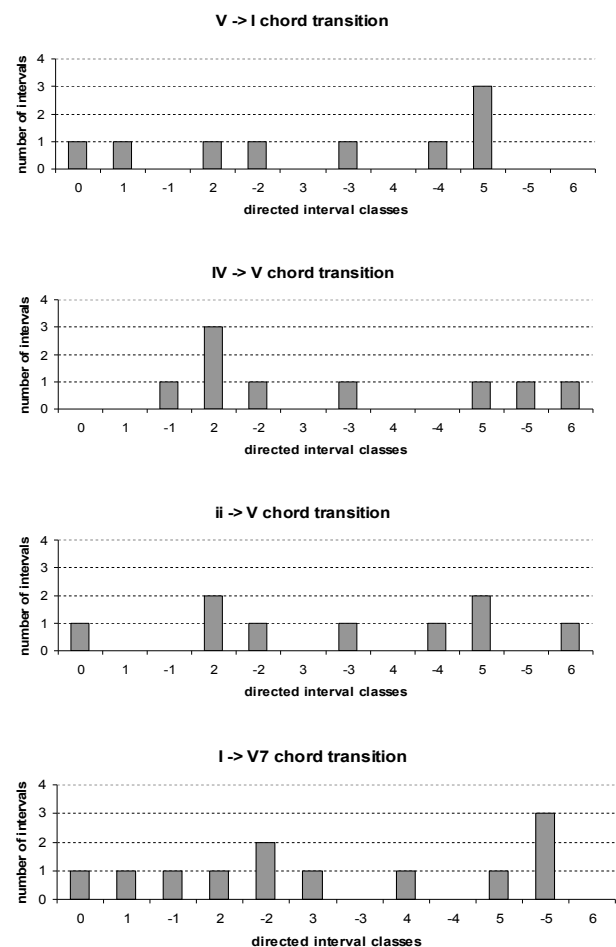 V -> I chord transition
number of intervals
4
3
2
1
0
0 1 -1 2 -2 3 -3 4 -4 5 -5 6
directed interval classes
IV -> V chord transition
number of intervals
4
3
2
1
0
0 1 -1 2 -2 3 -3 4 -4 5 -5 6
directed interval classes
ii -> V chord transition
number of intervals
4
3
2
1
0
0 1 -1 2 -2 3 -3 4 -4 5 -5 6
directed interval classes
I -> V7 chord transition
number of intervals
4
3
2
1
0
0 1 -1 2 -2 3 -3 4 -4 5 -5 6
directed interval classes